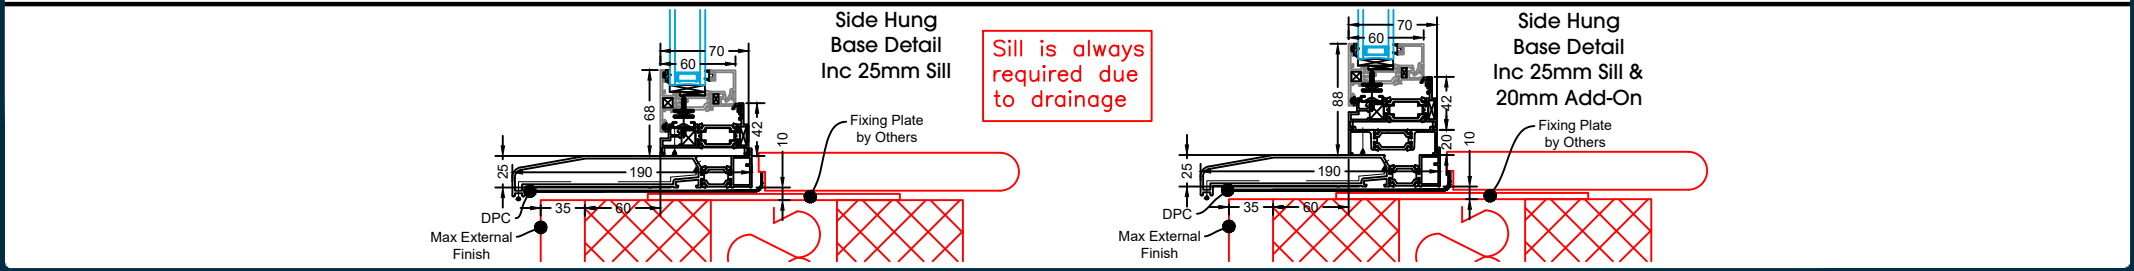 Side Hung
Base Detail
Inc 25mm Sill
Sill is always
required due
to drainage
70
60
68
42
10
Fixing Plate
by Others
25
190
DPC
35
60
Max External
Finish
Side Hung
Base Detail
Inc 25mm Sill &
20mm Add-On
70
60
88
42
20
10
Fixing Plate
by Others
25
190
DPC
35
60
Max External
Finish